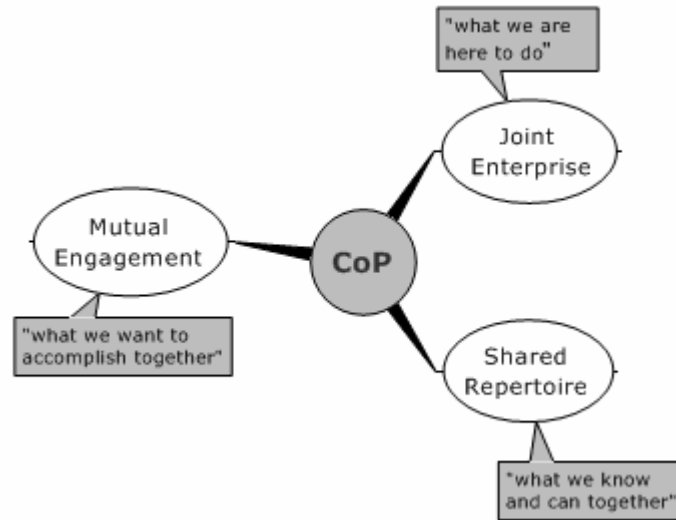 "what we are
here to do"
Joint
Enterprise
Mutual
Engagement
CoP
"what we want to
accomplish together"
Shared
Repertoire
"what we know
and can together"